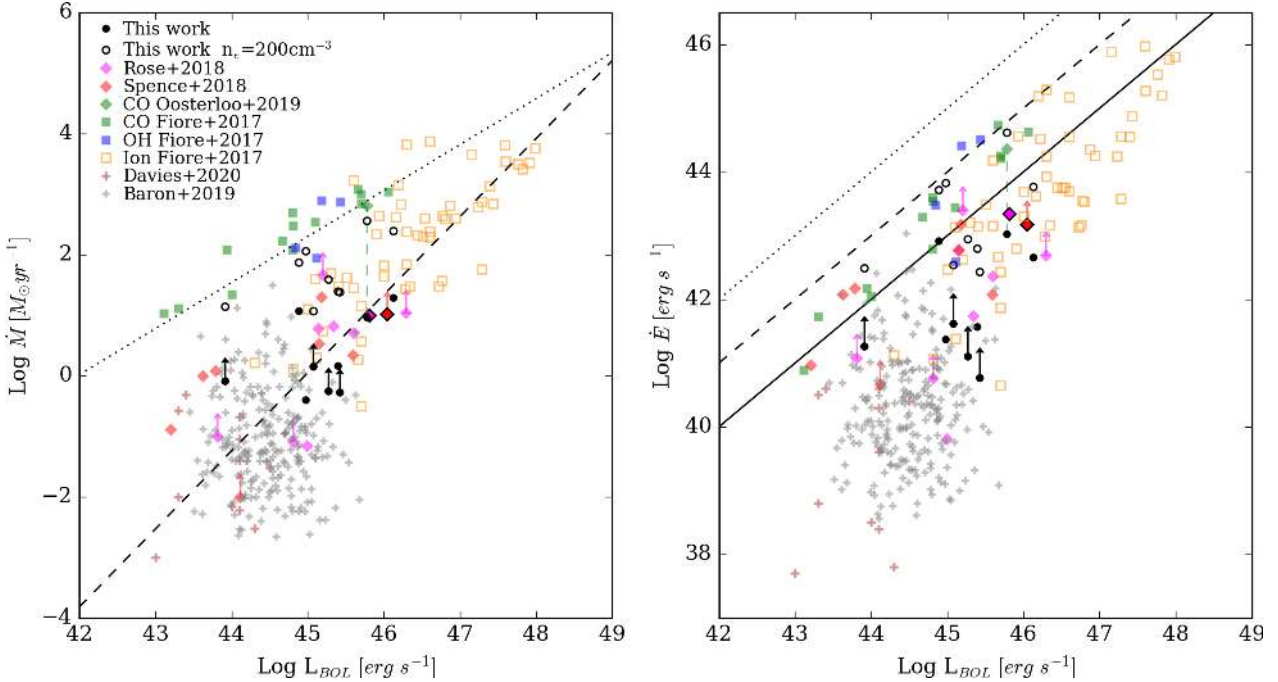 6
4
2
0
−2
−4
42
43
44
45
46
47
48
49
Log Ṁ [M⊙yr⁻¹]
Log L_BOL [erg s⁻¹]
This work
This work nₑ=200cm⁻³
Rose+2018
Spence+2018
CO Oosterloo+2019
CO Fiore+2017
OH Fiore+2017
Ion Fiore+2017
Davies+2020
Baron+2019
46
44
42
40
38
42
43
44
45
46
47
48
49
Log Ė [erg s⁻¹]
Log L_BOL [erg s⁻¹]